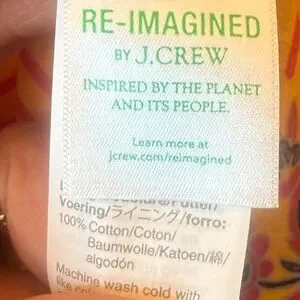 RE-IMAGINED
BY J.CREW
INSPIRED BY THE PLANET
AND ITS PEOPLE.
Learn more at
jcrew.com/reimagined
Voering/ライニング/forro:
100% Cotton/Coton/
Baumwolle/Katoen/綿/
algodón
Machine wash cold with